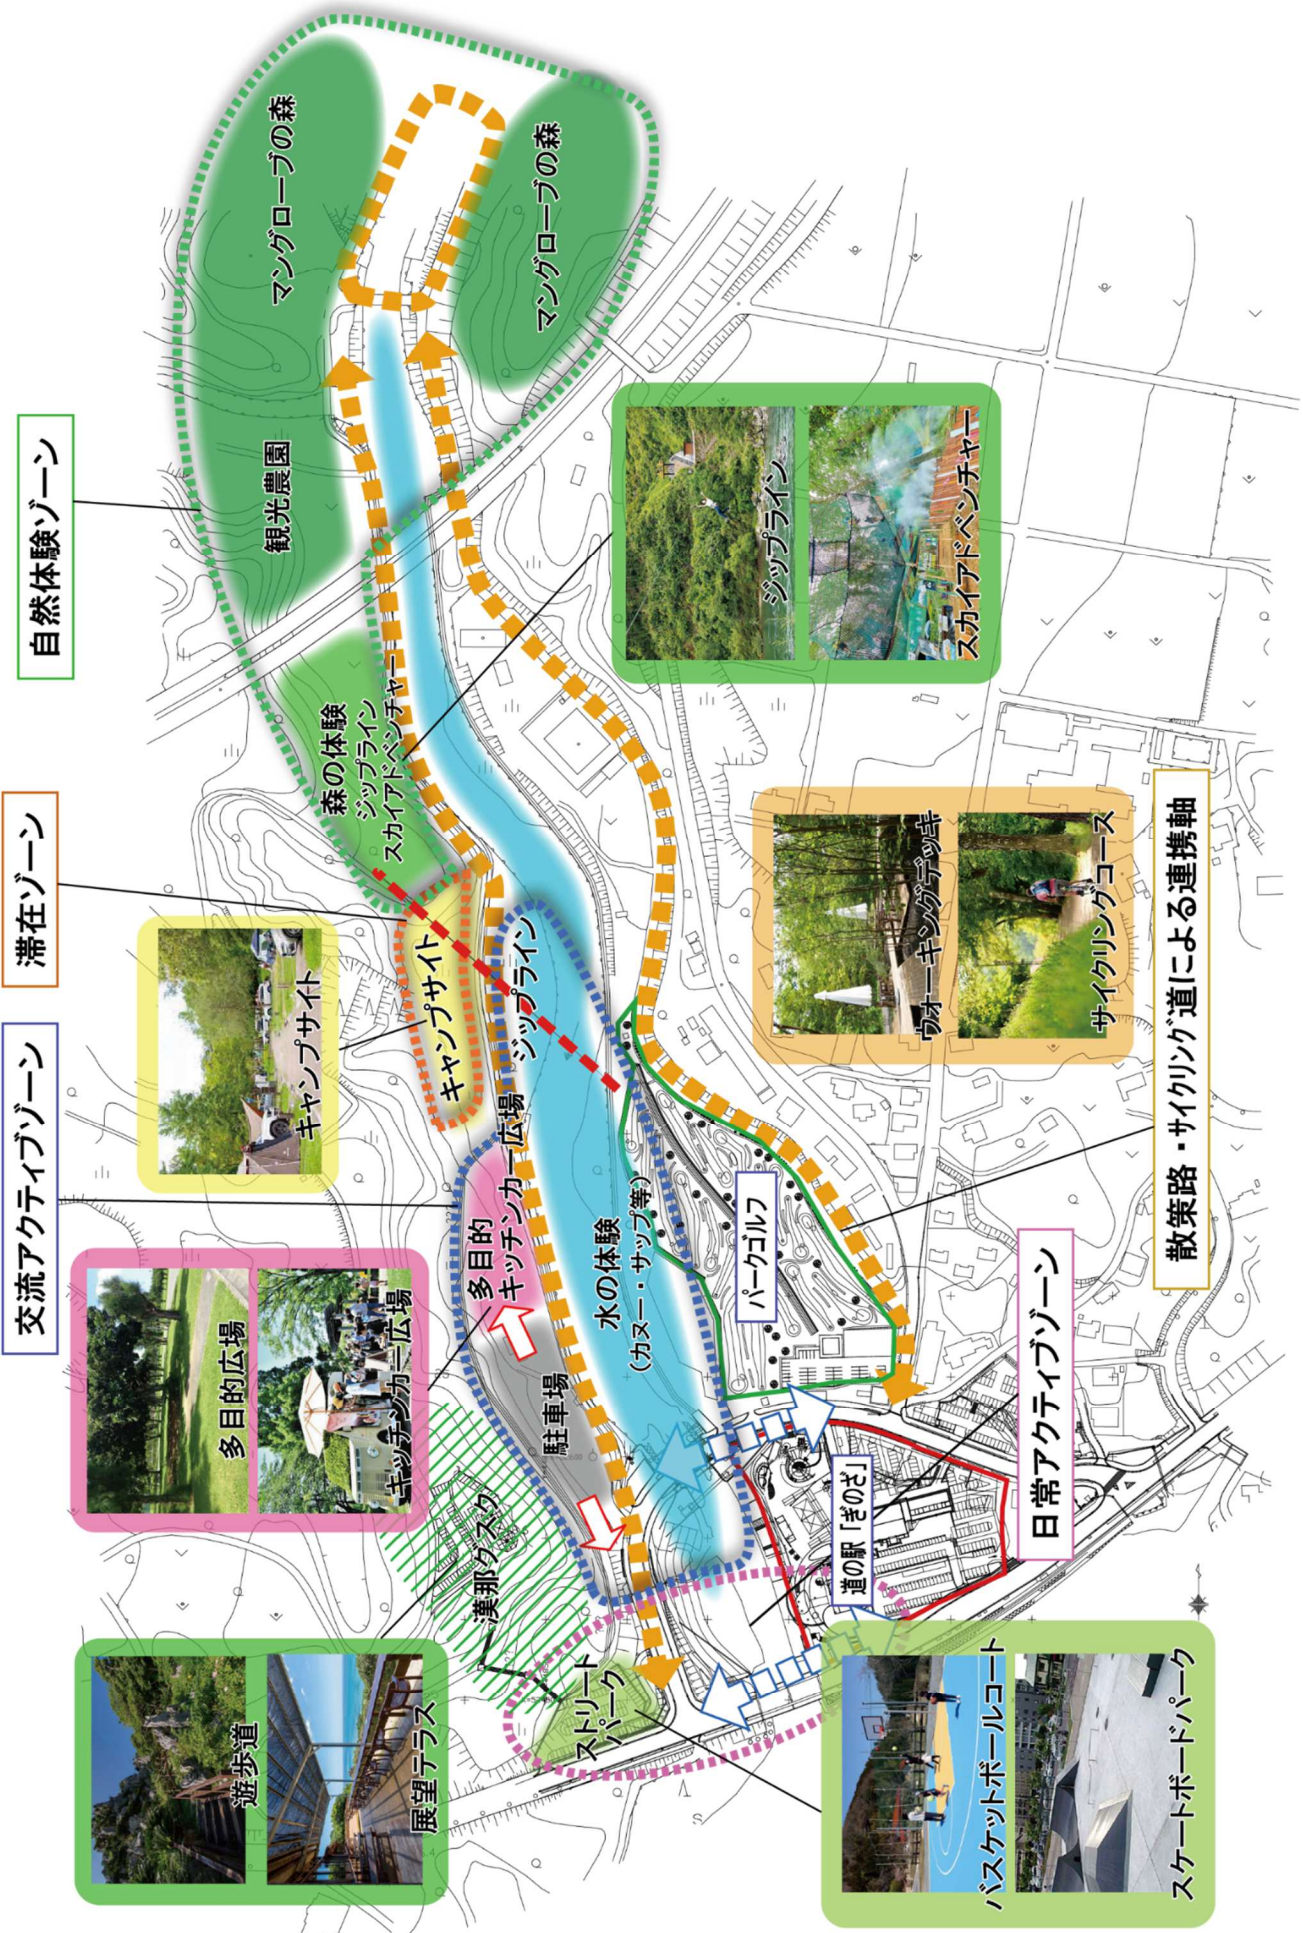 遊歩道
展望テラス
多目的広場
キッチンカー広場
交流アクティブゾーン
キャンプサイト
滞在ゾーン
自然体験ゾーン
漢那グスク
ストリート
パーク
駐車場
多目的
キッチンカー広場
キャンプサイト
ジップライン
森の体験
ジップライン
スカイアドベンチャー
観光農園
マングローブの森
マングローブの森
水の体験
（カヌー・サップ等）
パークゴルフ
道の駅「ぎのざ」
バスケットボールコート
スケートボードパーク
日常アクティブゾーン
散策路・サイクリング道による連携軸
ウォーキングデッキ
サイクリングコース
ジップライン
スカイアドベンチャー